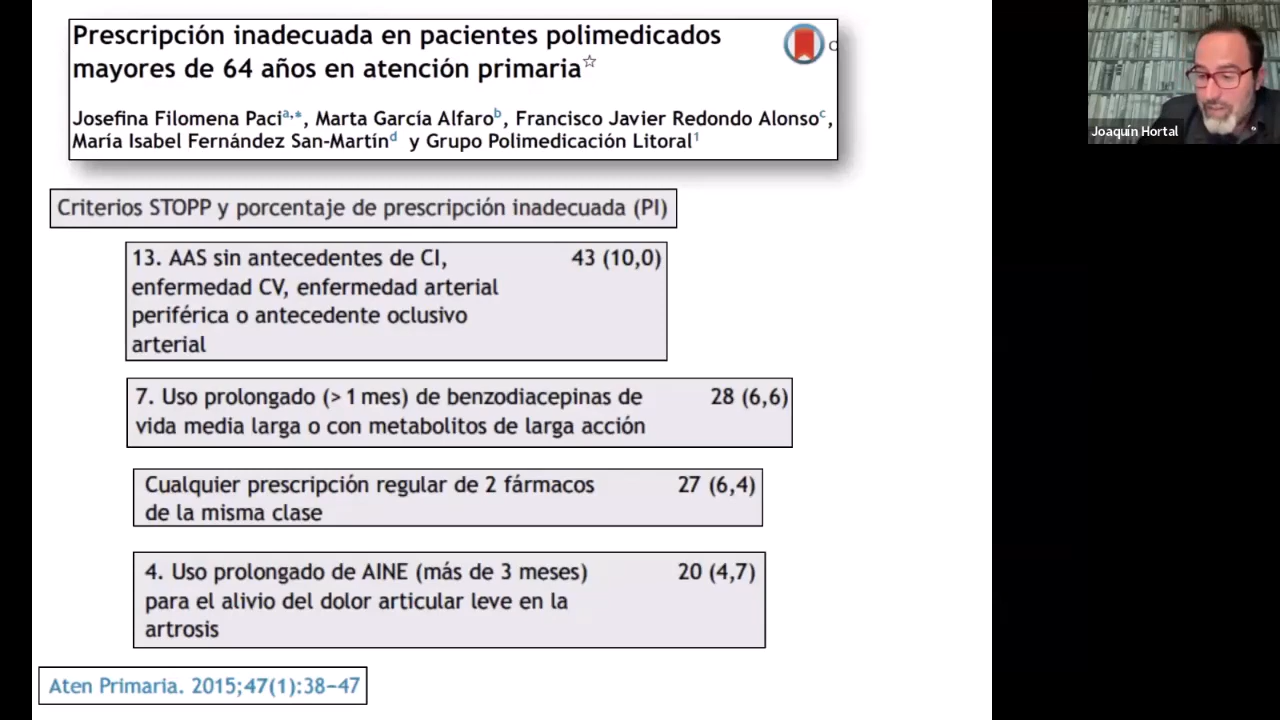 Prescripción inadecuada en pacientes polimedicados
mayores de 64 años en atención primaria☆
Josefina Filomena Paci a,*, Marta García Alfaro b, Francisco Javier Redondo Alonso c,
María Isabel Fernández San-Martín d y Grupo Polimedicación Litoral 1
Joaquín Hortal
Criterios STOPP y porcentaje de prescripción inadecuada (PI)
13. AAS sin antecedentes de CI, 43 (10,0)
enfermedad CV, enfermedad arterial
periférica o antecedente oclusivo
arterial
7. Uso prolongado (> 1 mes) de benzodiacepinas de 28 (6,6)
vida media larga o con metabolitos de larga acción
Cualquier prescripción regular de 2 fármacos 27 (6,4)
de la misma clase
4. Uso prolongado de AINE (más de 3 meses) 20 (4,7)
para el alivio del dolor articular leve en la
artrosis
Aten Primaria. 2015;47(1):38−47